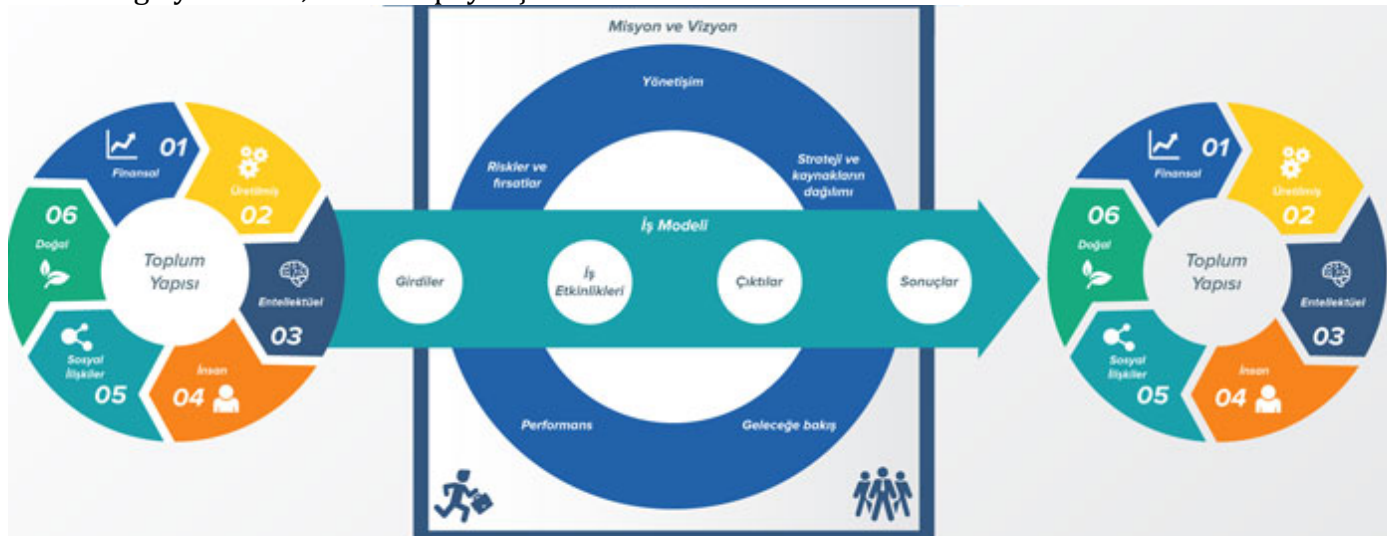 Misyon ve Vizyon
Yönetişim
Riskler ve
fırsatlar
Strateji ve
kaynakların
dağılımı
01
Finansal
Üretilmiş
02
Entellektüel
03
İnsan
04
Sosyal
İlişkiler
05
06
Doğal
Toplum
Yapısı
İş Modeli
Girdiler
İş
Etkinlikleri
Çıktılar
Sonuçlar
Performans
Geleceğe bakış
01
Finansal
Üretilmiş
02
Entellektüel
03
İnsan
04
Sosyal
İlişkiler
05
06
Doğal
Toplum
Yapısı